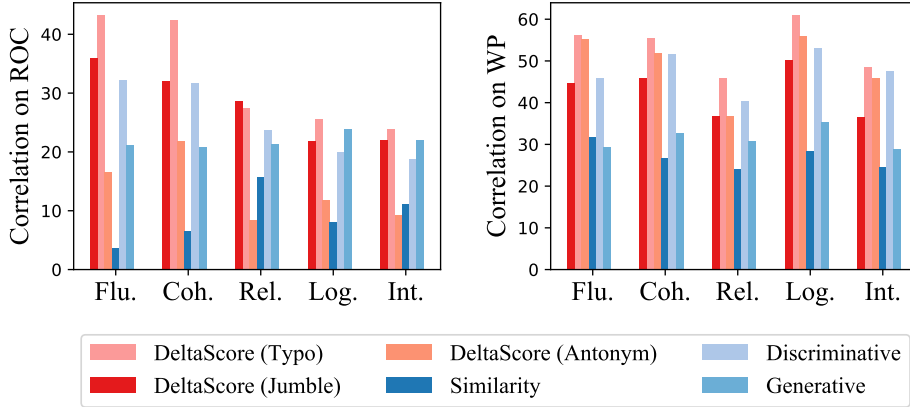 Correlation on ROC
40
30
20
10
0
Flu. Coh. Rel. Log. Int.
Correlation on WP
60
50
40
30
20
10
0
Flu. Coh. Rel. Log. Int.
DeltaScore (Typo) DeltaScore (Antonym) Discriminative
DeltaScore (Jumble) Similarity Generative